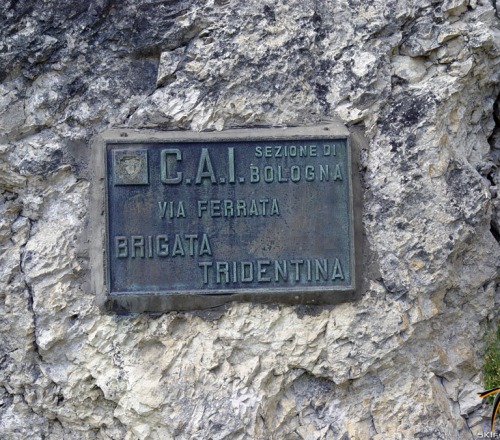 C.A.I. SEZIONE DI
BOLOGNA
VIA FERRATA
BRIGATA
TRIDENTINA